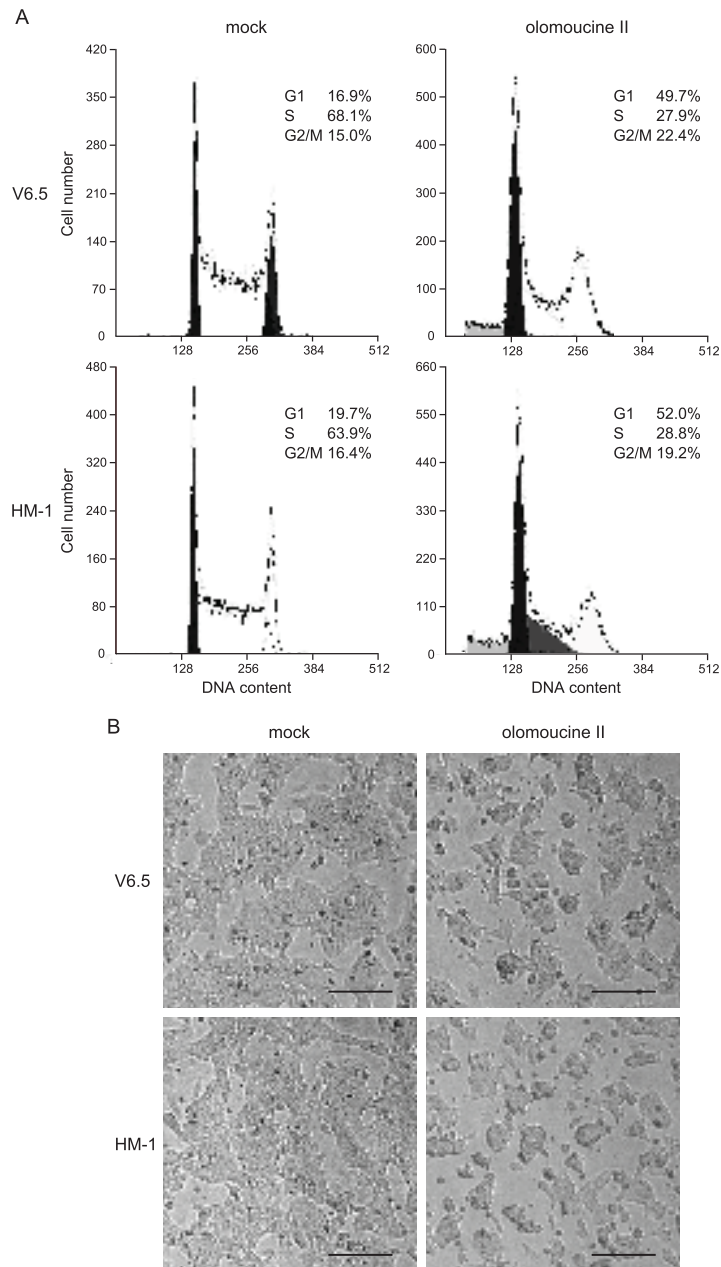 A
mock
olomoucine II
420
350
280
210
140
70
0
Cell number
V6.5
G1 16.9%
S 68.1%
G2/M 15.0%
128 256 384 512
600
500
400
300
200
100
0
G1 49.7%
S 27.9%
G2/M 22.4%
128 256 384 512
480
400
320
240
160
80
0
Cell number
HM-1
G1 19.7%
S 63.9%
G2/M 16.4%
128 256 384 512
DNA content
660
550
440
330
220
110
0
G1 52.0%
S 28.8%
G2/M 19.2%
128 256 384 512
DNA content
B
mock
olomoucine II
V6.5
HM-1